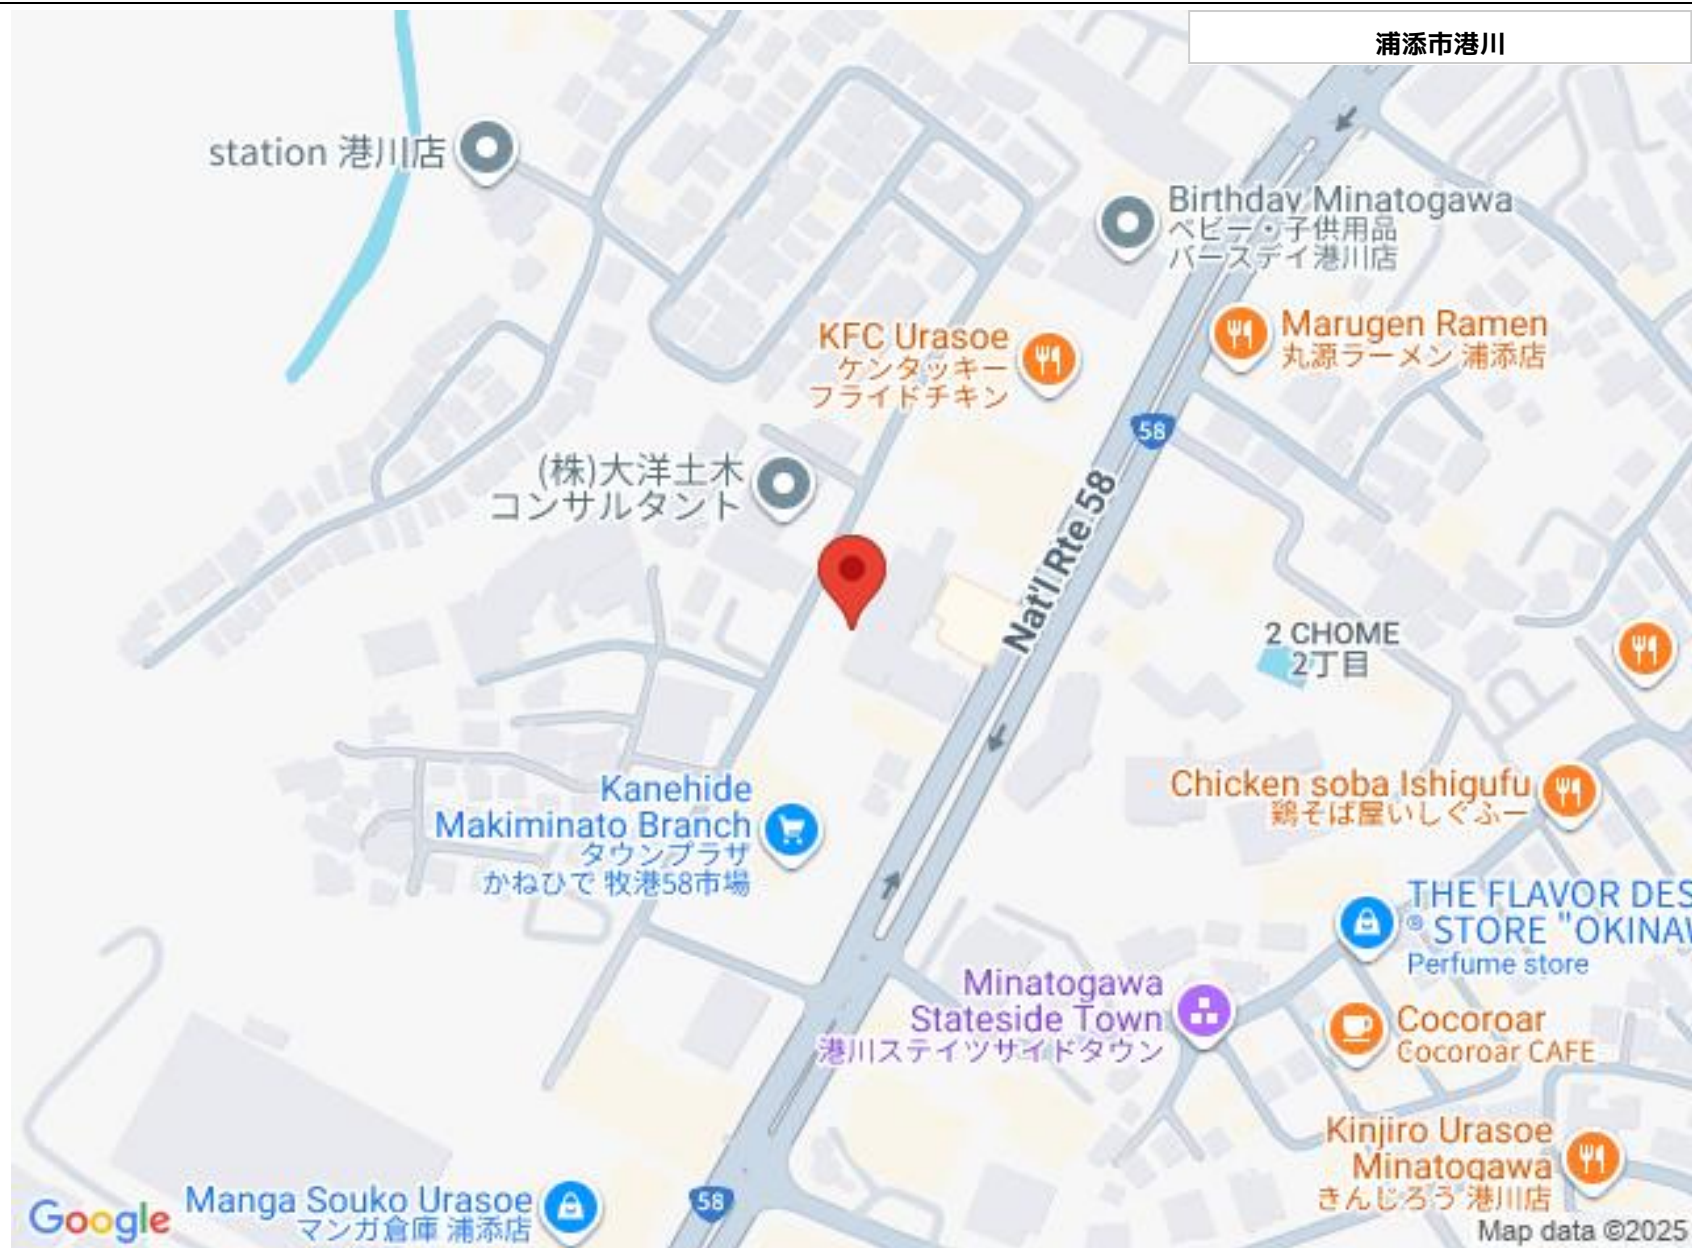 浦添市港川
station 港川店
Birthday Minatogawa
ベビー・子供用品
バースデイ港川店
KFC Urasoe
ケンタッキー
フライドチキン
Marugen Ramen
丸源ラーメン 浦添店
58
(株)大洋土木
コンサルタント
Nat'l Rte 58
2 CHOME
2丁目
Kanehide
Makiminato Branch
タウンプラザ
かねひで 牧港58市場
Chicken soba Ishigufu
鶏そば屋いしぐふー
THE FLAVOR DES
® STORE "OKINAW
Perfume store
Minatogawa
Stateside Town
港川ステイツサイドタウン
Cocoroar
Cocoroar CAFE
Kinjiro Urasoe
Minatogawa
きんじろう 港川店
Manga Souko Urasoe
マンガ倉庫 浦添店
58
Google
Map data ©2025